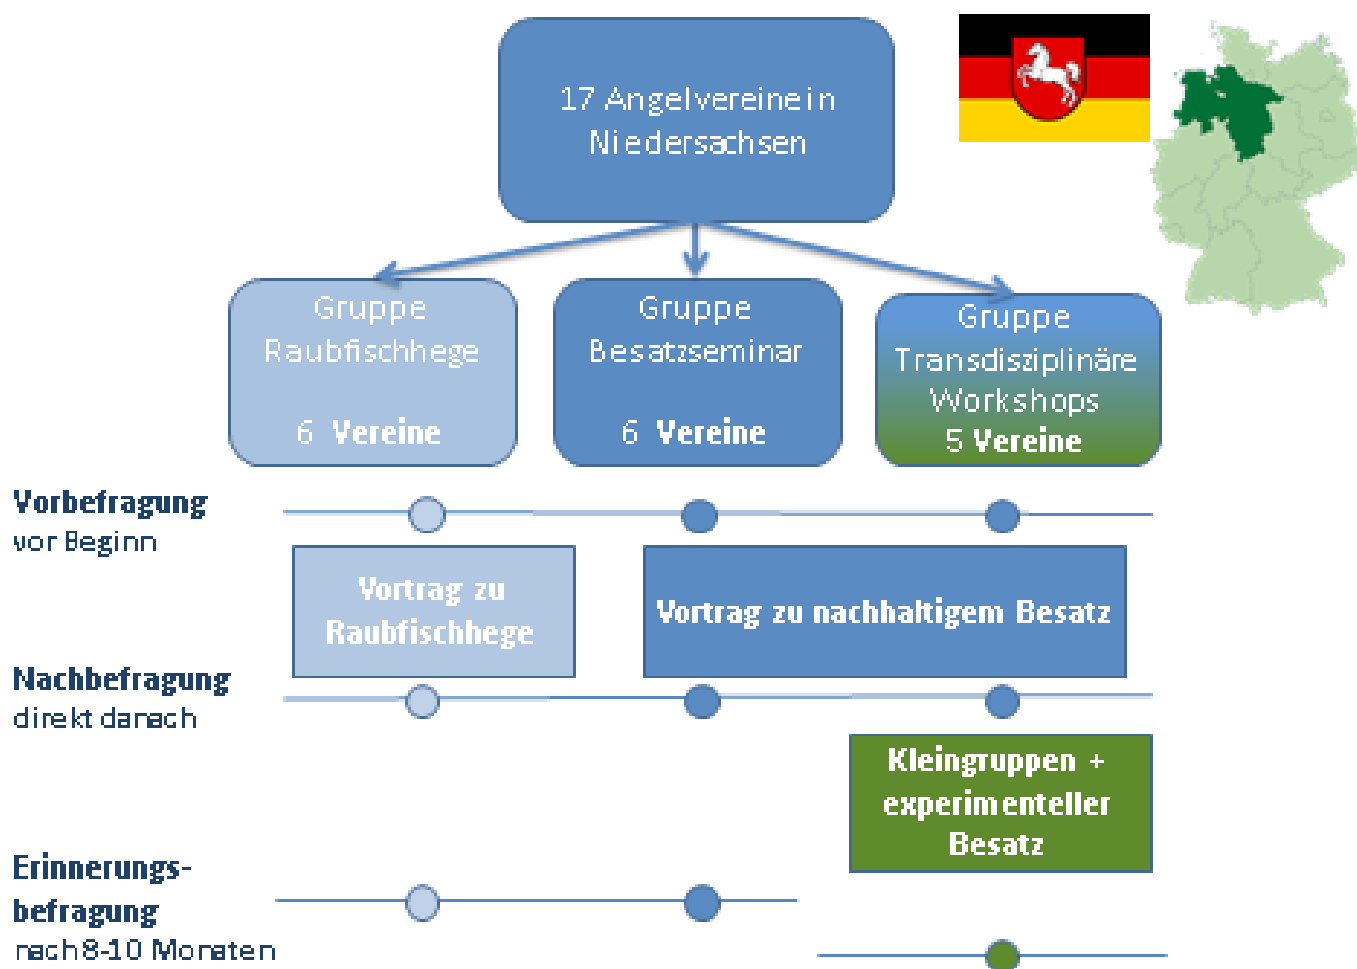 17 Angelvereine in
Niedersachsen
Gruppe
Raubfischhege
6 Vereine
Gruppe
Besatzseminar
6 Vereine
Gruppe
Transdisziplinäre
Workshops
5 Vereine
Vorbefragung
vor Beginn
Vortrag zu
Raubfischhege
Vortrag zu nachhaltigem Besatz
Nachbefragung
direkt danach
Kleingruppen +
experimenteller
Besatz
Erinnerungs-
befragung
nach 8-10 Monaten